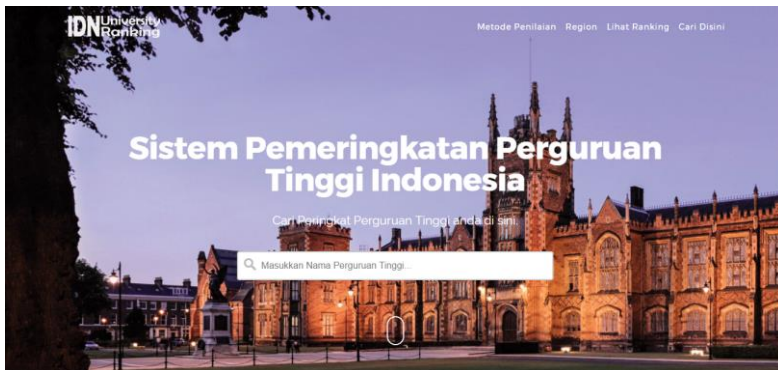 IDN University
Ranking
Metode Penilaian Region Lihat Ranking Cari Disini
Sistem Pemeringkatan Perguruan
Tinggi Indonesia
Cari Peringkat Perguruan Tinggi anda di sini.
Masukkan Nama Perguruan Tinggi...